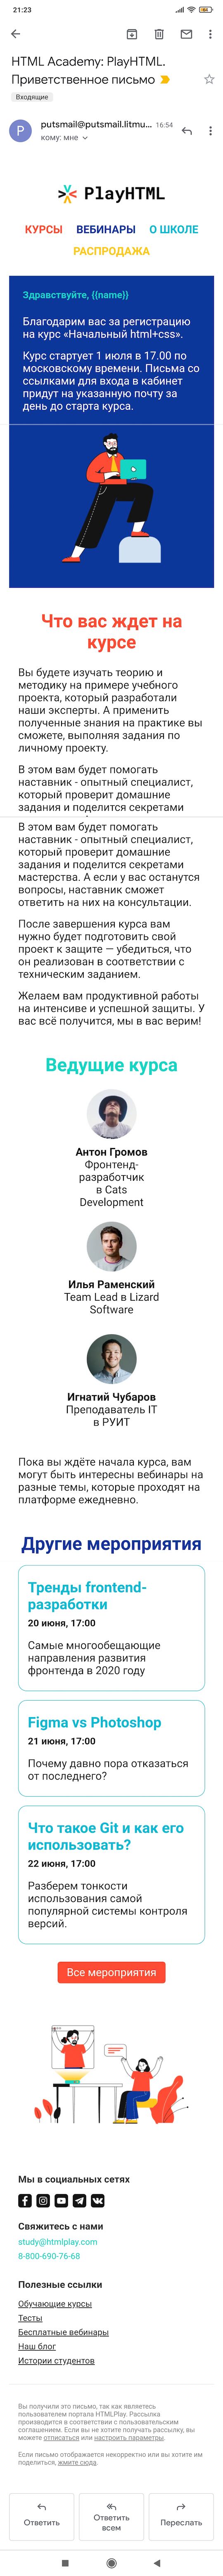 21:23
HTML Academy: PlayHTML.
Приветственное письмо
Входящие
P
putsmail@putsmail.litmu... 16:54
кому: мне
PlayHTML
КУРСЫ ВЕБИНАРЫ О ШКОЛЕ
РАСПРОДАЖА
Здравствуйте, {{name}}
Благодарим вас за регистрацию
на курс «Начальный html+css».
Курс стартует 1 июля в 17.00 по
московскому времени. Письма со
ссылками для входа в кабинет
придут на указанную почту за
день до старта курса.
Что вас ждет на
курсе
Вы будете изучать теорию и
методику на примере учебного
проекта, который разработали
наши эксперты. А применить
полученные знания на практике вы
сможете, выполняя задания по
личному проекту.
В этом вам будет помогать
наставник - опытный специалист,
который проверит домашние
задания и поделится секретами
В этом вам будет помогать
наставник - опытный специалист,
который проверит домашние
задания и поделится секретами
мастерства. А если у вас останутся
вопросы, наставник сможет
ответить на них на консультации.
После завершения курса вам
нужно будет подготовить свой
проект к защите — убедиться, что
он реализован в соответствии с
техническим заданием.
Желаем вам продуктивной работы
на интенсиве и успешной защиты. У
вас всё получится, мы в вас верим!
Ведущие курса
Антон Громов
Фронтенд-
разработчик
в Cats
Development
Илья Раменский
Team Lead в Lizard
Software
Игнатий Чубаров
Преподаватель IT
в РУИТ
Пока вы ждёте начала курса, вам
могут быть интересны вебинары на
разные темы, которые проходят на
платформе ежедневно.
Другие мероприятия
Тренды frontend-
разработки
20 июня, 17:00
Самые многообещающие
направления развития
фронтенда в 2020 году
Figma vs Photoshop
21 июня, 17:00
Почему давно пора отказаться
от последнего?
Что такое Git и как его
использовать?
22 июня, 17:00
Разберем тонкости
использования самой
популярной системы контроля
версий.
Все мероприятия
Мы в социальных сетях
Свяжитесь с нами
study@htmlplay.com
8-800-690-76-68
Полезные ссылки
Обучающие курсы
Тесты
Бесплатные вебинары
Наш блог
Истории студентов
Вы получили это письмо, так как являетесь
пользователем портала HTMLPlay. Рассылка
производится в соответствии с пользовательским
соглашением. Если вы не хотите получать рассылку, вы
можете отписаться или настроить параметры.
Если письмо отображается некорректно или вы хотите им
поделиться, жмите сюда.
Ответить
Ответить
всем
Переслать